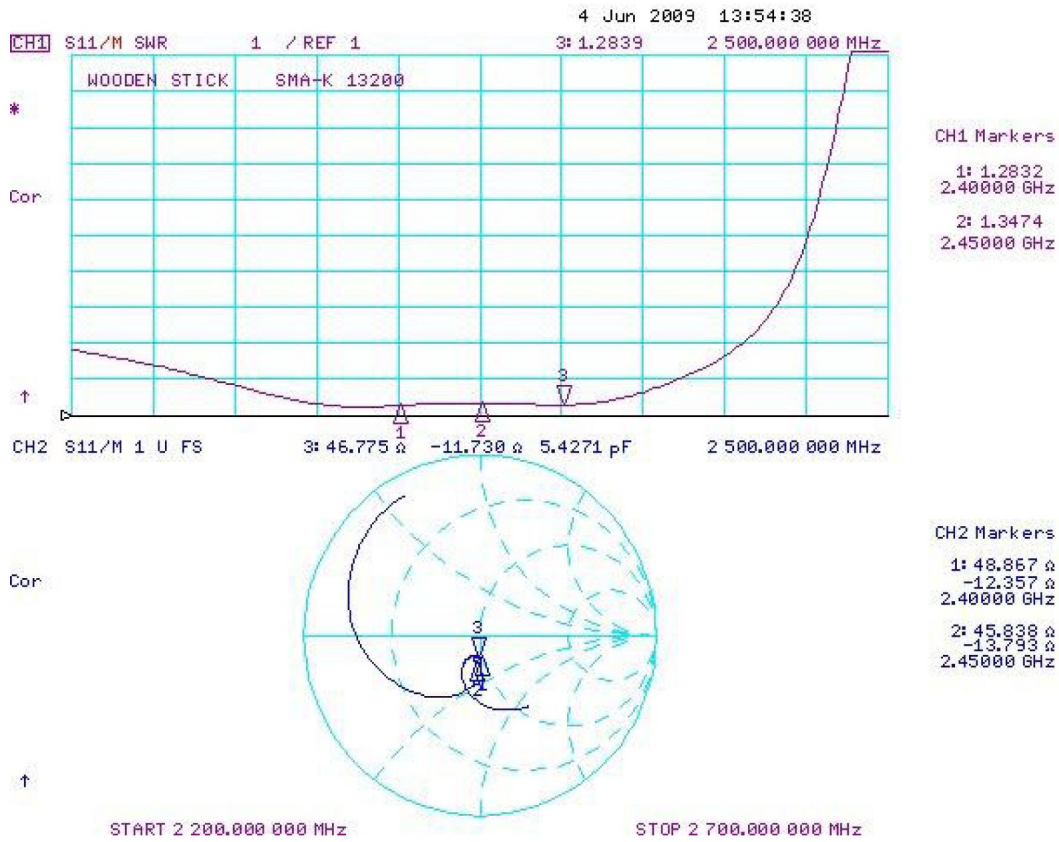 4 Jun 2009 13:54:38
CH1 S11/M SWR 1 / REF 1 3: 1.2839 2 500.000 000 MHz
WOODEN STICK SMA-K 13200
*
CH1 Markers
1: 1.2832
2.40000 GHz
Cor
2: 1.3474
2.45000 GHz
3
↑
1 2
CH2 S11/M 1 U FS 3: 46.775 Ω -11.730 Ω 5.4271 pF 2 500.000 000 MHz
CH2 Markers
1: 48.867 Ω
-12.357 Ω
2.40000 GHz
Cor
3
2: 45.838 Ω
-13.793 Ω
2.45000 GHz
1
2
↑
START 2 200.000 000 MHz STOP 2 700.000 000 MHz